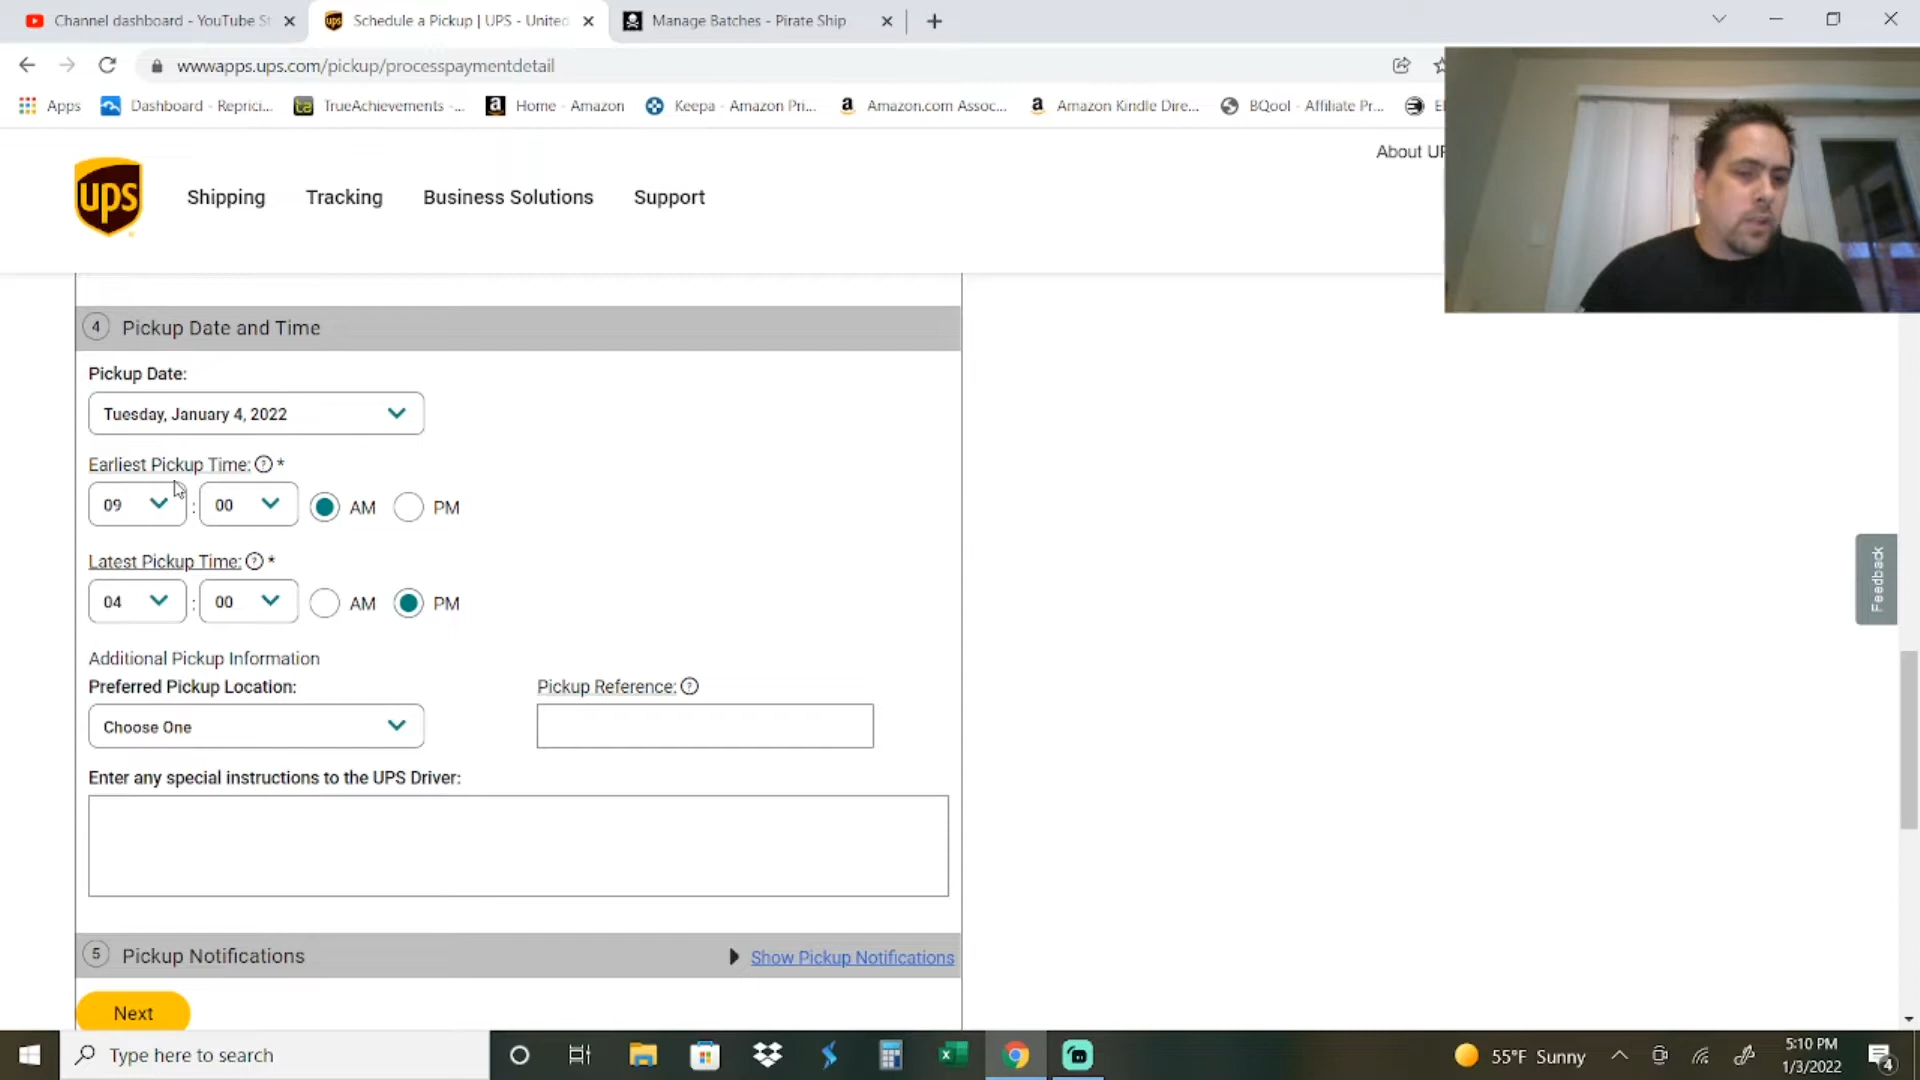 Channel dashboard - YouTube St
Schedule a Pickup | UPS - United
Manage Batches - Pirate Ship
wwwapps.ups.com/pickup/processpaymentdetail
Apps
Dashboard - Reprici...
TrueAchievements -...
Home - Amazon
Keepa - Amazon Pri...
Amazon.com Assoc...
Amazon Kindle Dire...
BQool - Affiliate Pr...
About UP
ups
Shipping
Tracking
Business Solutions
Support
4 Pickup Date and Time
Pickup Date:
Tuesday, January 4, 2022
Earliest Pickup Time: ? *
09 : 00 AM PM
Latest Pickup Time: ? *
04 : 00 AM PM
Additional Pickup Information
Preferred Pickup Location:
Pickup Reference: ?
Choose One
Enter any special instructions to the UPS Driver:
5 Pickup Notifications
Show Pickup Notifications
Next
Feedback
Type here to search
55°F Sunny
5:10 PM
1/3/2022
4